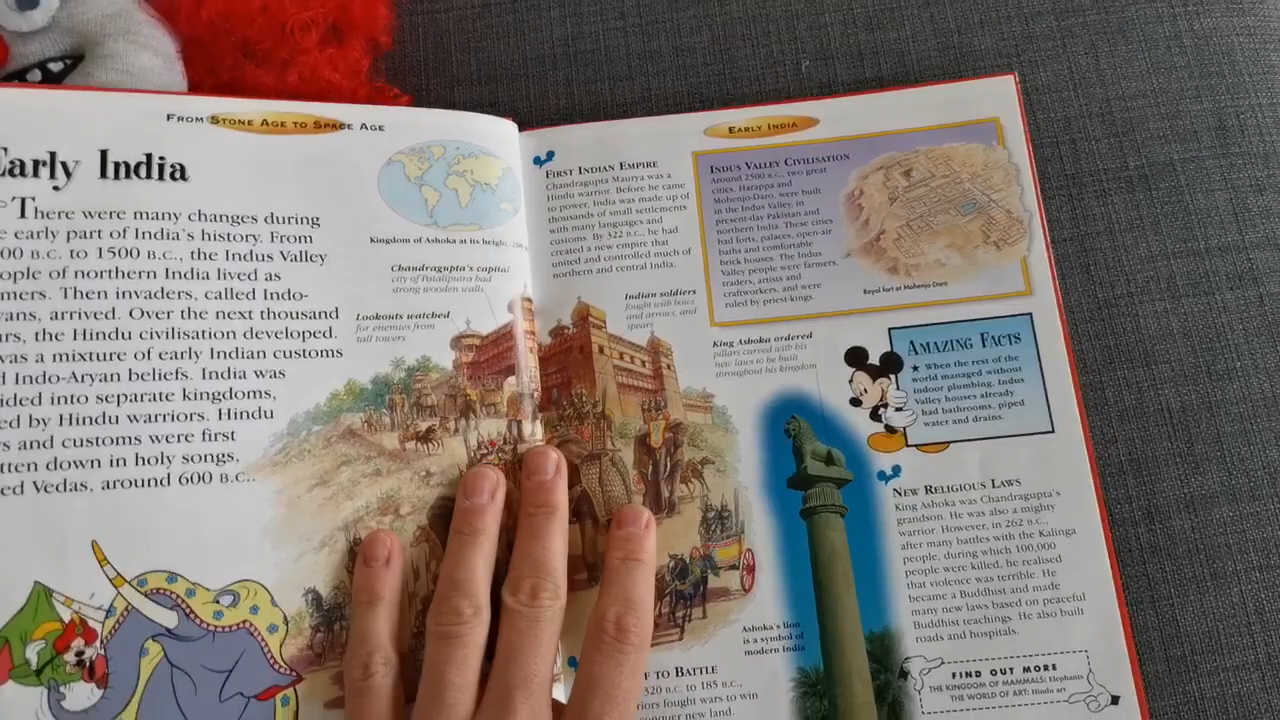 FROM STONE AGE TO SPACE AGE
Early India
There were many changes during
early part of India's history. From
00 B.C. to 1500 B.C., the Indus Valley
ople of northern India lived as
mers. Then invaders, called Indo-
ans, arrived. Over the next thousand
rs, the Hindu civilisation developed.
was a mixture of early Indian customs
Indo-Aryan beliefs. India was
ided into separate kingdoms,
ed by Hindu warriors. Hindu
s and customs were first
tten down in holy songs,
ed Vedas, around 600 B.C..
Kingdom of Ashoka at its height,
Chandragupta's capital
city of Pataliputra had
strong wooden walls
Lookouts watched
for enemies from
tall towers
EARLY INDIA
FIRST INDIAN EMPIRE
Chandragupta Maurya was a
Hindu warrior. Before he came
to power, India was made up of
thousands of small settlements
with many languages and
customs. By 322 B.C., he had
created a new empire that
united and controlled much of
northern and central India.
Indian soldiers
fought with bows
and arrows, and
spears
INDUS VALLEY CIVILISATION
Around 2500 B.C., two great
cities, Harappa and
Mohenjo-Daro, were built
in the Indus Valley, in
present-day Pakistan and
northern India. These cities
had forts, palaces, open-air
baths and comfortable
brick houses. The Indus
Valley people were farmers,
traders, artists and
craftworkers, and were
ruled by priest-kings.
Royal fort at Mohenjo-Daro
King Ashoka ordered
pillars carved with his
new laws to be built
throughout his kingdom
AMAZING FACTS
★ When the rest of the
world managed without
indoor plumbing, Indus
Valley houses already
had bathrooms, piped
water and drains.
NEW RELIGIOUS LAWS
King Ashoka was Chandragupta's
grandson. He was also a mighty
warrior. However, in 262 B.C.,
after many battles with the Kalinga
people, during which 100,000
people were killed, he realised
that violence was terrible. He
became a Buddhist and made
many new laws based on peaceful
Buddhist teachings. He also built
roads and hospitals.
Ashoka's lion
is a symbol of
modern India
TO BATTLE
320 B.C. to 185 B.C.,
riors fought wars to win
onquer new land.
FIND OUT MORE
THE KINGDOM OF MAMMALS: Elephants
THE WORLD OF ART: Hindu art